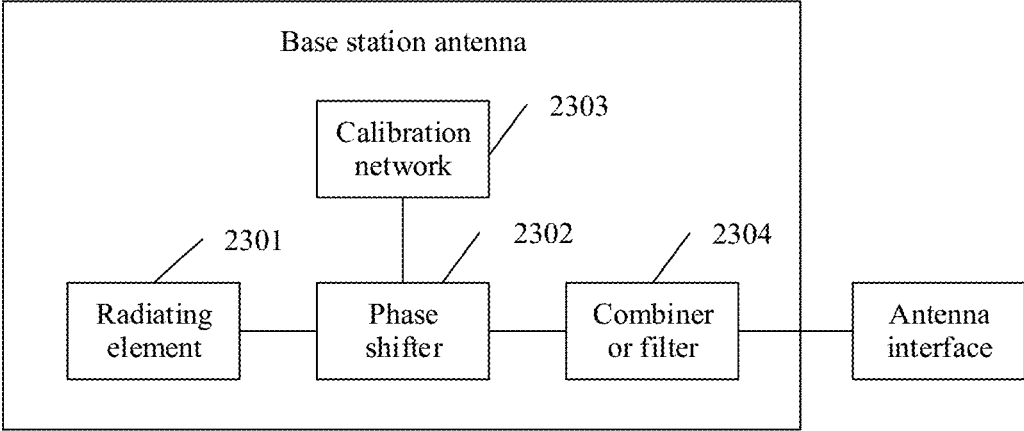 Base station antenna
2303
Calibration
network
2301
2302
2304
Radiating
element
Phase
shifter
Combiner
or filter
Antenna
interface